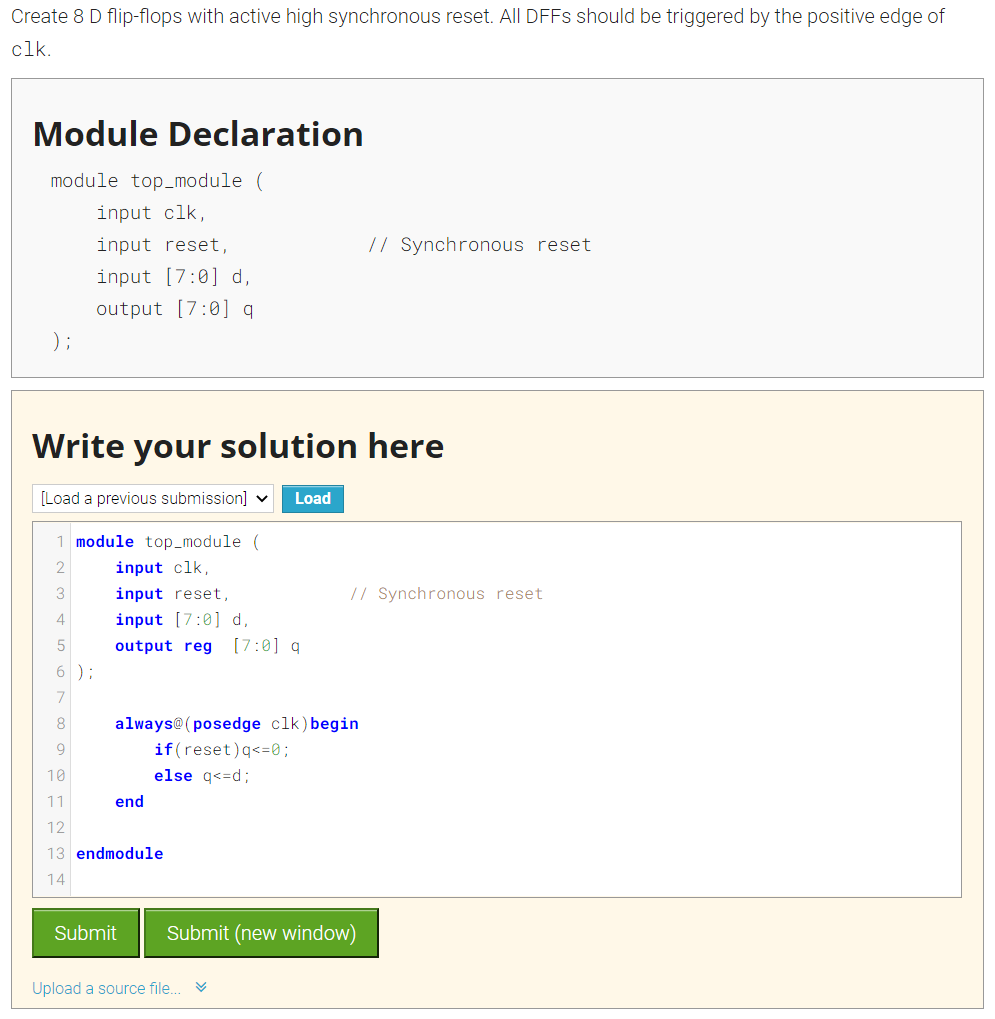 Create 8 D flip-flops with active high synchronous reset. All DFFs should be triggered by the positive edge of
clk.
Module Declaration
module top_module (
    input clk,
    input reset,            // Synchronous reset
    input [7:0] d,
    output [7:0] q
);
Write your solution here
[Load a previous submission] Load
1 module top_module (
2     input clk,
3     input reset,            // Synchronous reset
4     input [7:0] d,
5     output reg  [7:0] q
6 );
7
8     always@(posedge clk)begin
9         if(reset)q<=0;
10         else q<=d;
11     end
12
13 endmodule
14
Submit Submit (new window)
Upload a source file...